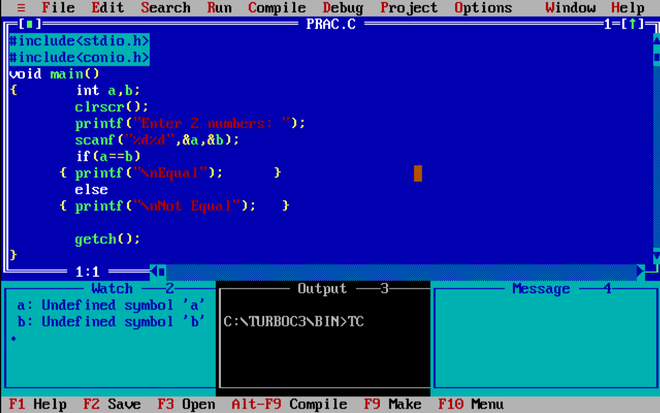 ≡ File Edit Search Run Compile Debug Project Options Window Help
[■] PRAC.C 1=[↑]
#include<stdio.h>
#include<conio.h>
void main()
{ int a,b;
clrscr();
printf("Enter 2 numbers: ");
scanf("%d%d",&a,&b);
if(a==b)
{ printf("\nEqual"); }
else
{ printf("\nNot Equal"); }
getch();
}
1:1
Watch 2
a: Undefined symbol 'a'
b: Undefined symbol 'b'
Output 3
C:\TURBOC3\BIN>TC
Message 4
F1 Help F2 Save F3 Open Alt-F9 Compile F9 Make F10 Menu